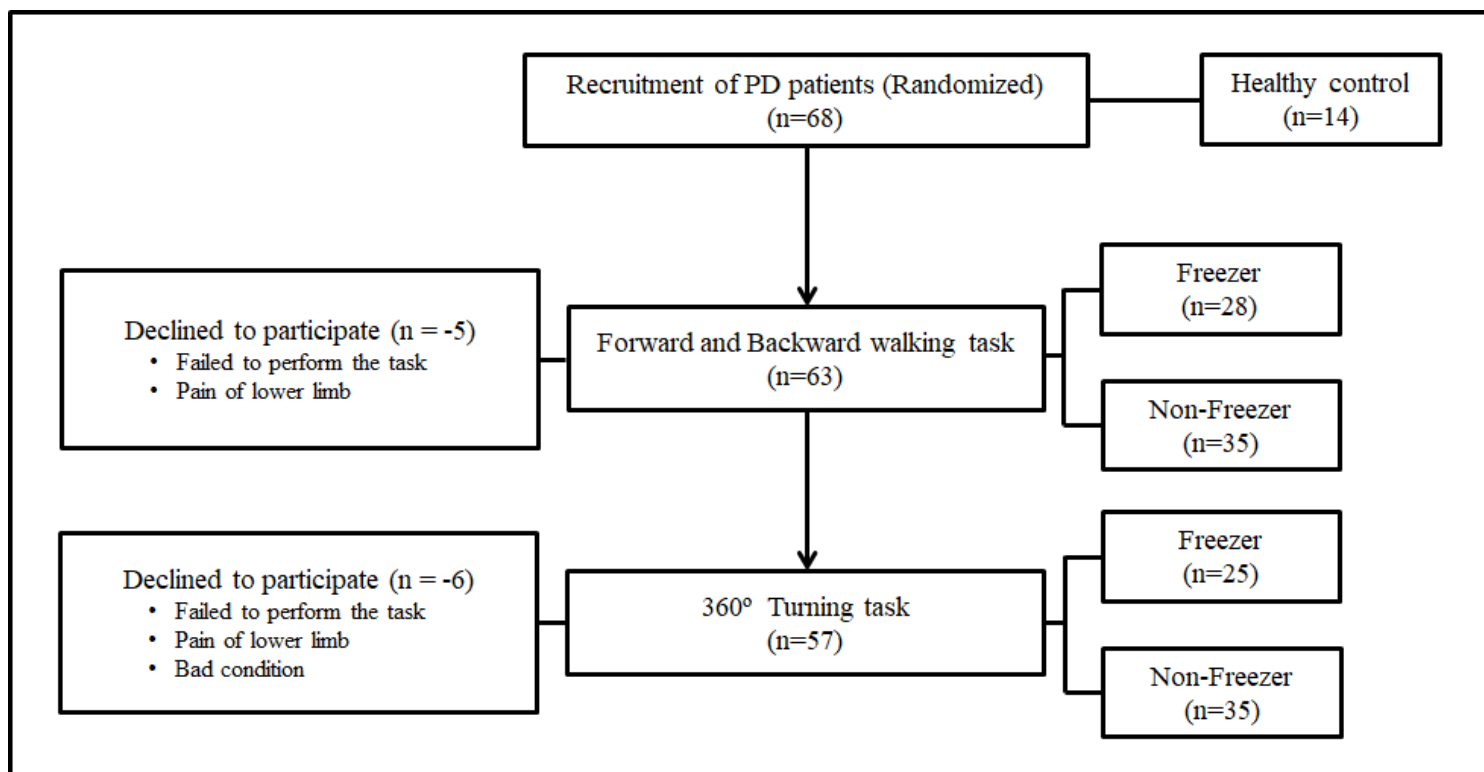 Recruitment of PD patients (Randomized)
(n=68)
Healthy control
(n=14)
Declined to participate (n = -5)
• Failed to perform the task
• Pain of lower limb
Forward and Backward walking task
(n=63)
Freezer
(n=28)
Non-Freezer
(n=35)
Declined to participate (n = -6)
• Failed to perform the task
• Pain of lower limb
• Bad condition
360º Turning task
(n=57)
Freezer
(n=25)
Non-Freezer
(n=35)